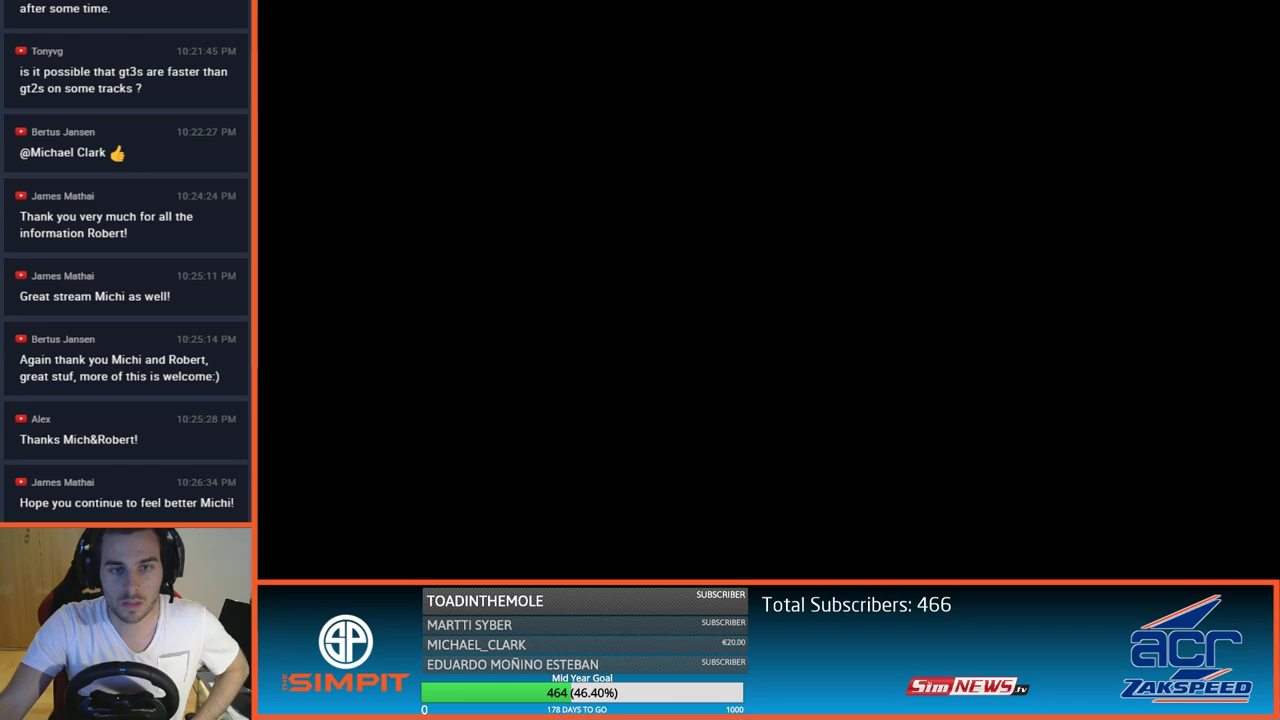 after some time.
Tonyvg 10:21:45 PM
is it possible that gt3s are faster than
gt2s on some tracks ?
Bertus Jansen 10:22:27 PM
@Michael Clark 👍
James Mathai 10:24:24 PM
Thank you very much for all the
information Robert!
James Mathai 10:25:11 PM
Great stream Michi as well!
Bertus Jansen 10:25:14 PM
Again thank you Michi and Robert,
great stuf, more of this is welcome:)
Alex 10:25:28 PM
Thanks Mich&Robert!
James Mathai 10:26:34 PM
Hope you continue to feel better Michi!
SP
THE SIMPIT
TOADINTHEMOLE SUBSCRIBER
MARTTI SYBER SUBSCRIBER
MICHAEL_CLARK €20.00
EDUARDO MOÑINO ESTEBAN SUBSCRIBER
Mid Year Goal
464 (46.40%)
0 178 DAYS TO GO 1000
Total Subscribers: 466
SimNEWS.tv
acr
ZAKSPEED